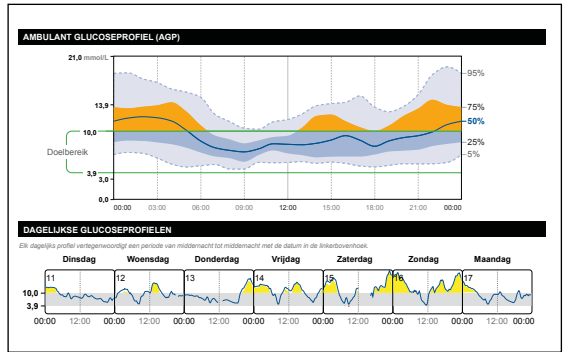 AMBULANT GLUCOSEPROFIEL (AGP)
21,0 mmol/L
95%
13,9
75%
50%
10,0
Doelbereik
25%
5%
3,9
3,0
0,0
00:00 03:00 06:00 09:00 12:00 15:00 18:00 21:00 00:00
DAGELIJKSE GLUCOSEPROFIELEN
Elk dagelijks profiel vertegenwoordigt een periode van middernacht tot middernacht met de datum in de linkerbovenhoek.
Dinsdag Woensdag Donderdag Vrijdag Zaterdag Zondag Maandag
11 12 13 14 15 16 17
10,0
3,9
00:00 12:00 00:00 12:00 00:00 12:00 00:00 12:00 00:00 12:00 00:00 12:00 00:00 12:00 00:00